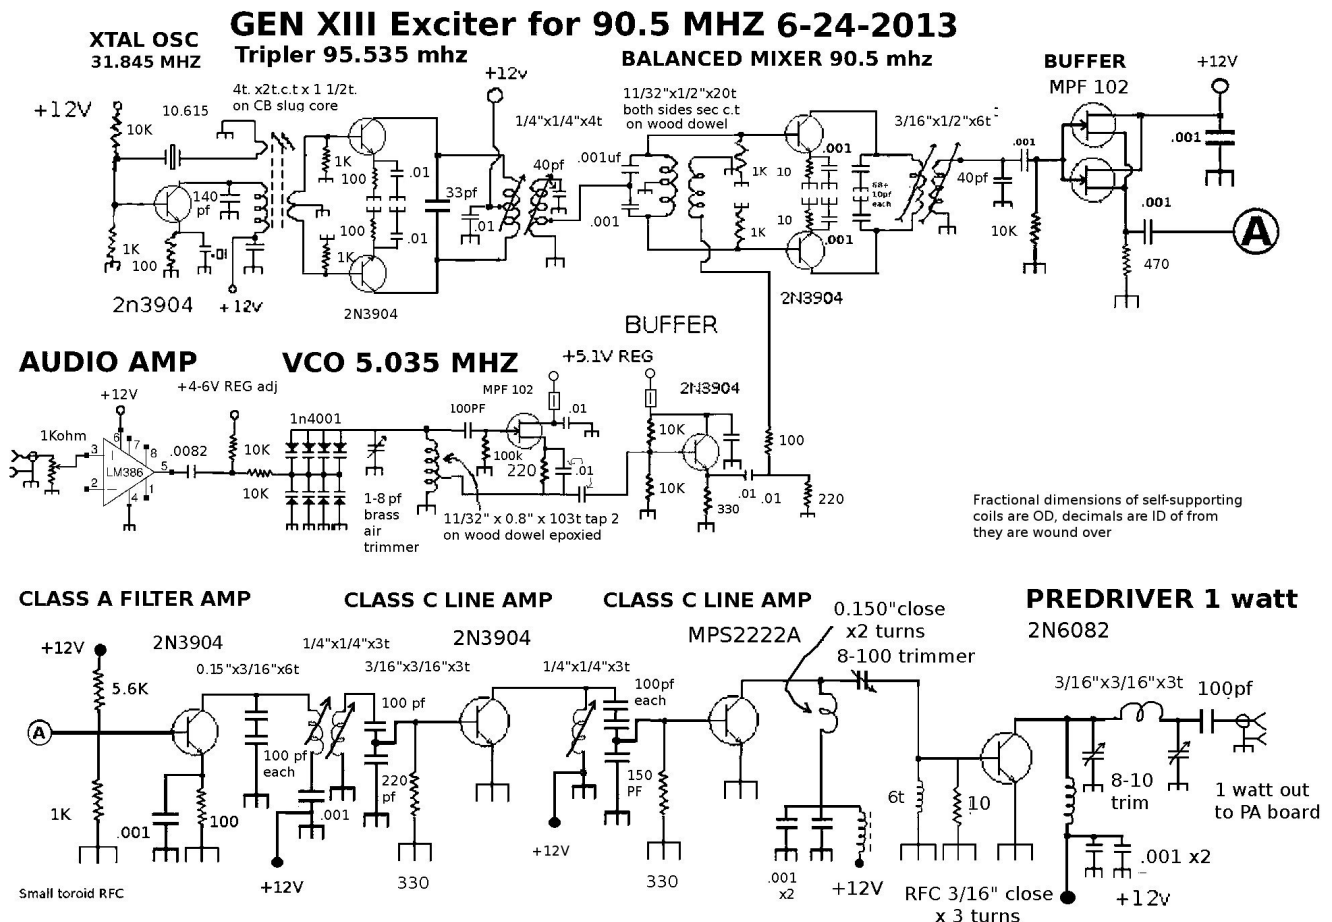 GEN XIII Exciter for 90.5 MHZ 6-24-2013
XTAL OSC
31.845 MHZ
Tripler 95.535 mhz
BALANCED MIXER 90.5 mhz
BUFFER
MPF 102
+12V
10K
10.615
4t. x2t.c.t x 1 1/2t.
on CB slug core
140
pf
1K
100
.01
2n3904
+12v
1K
100
.01
100
.01
1K
2N3904
33pf
+12v
1/4"x1/4"x4t
40pf
.01
.001uf
.001
11/32"x1/2"x20t
both sides sec c.t
on wood dowel
1K
10
.001
10
1K
.001
2N3904
68+
10pf
each
3/16"x1/2"x6t
40pf
.001
10K
+12V
.001
.001
470
A
AUDIO AMP
+12V
1Kohm
3
2
6
7
8
LM386
5
1
4
.0082
+4-6V REG adj
10K
10K
VCO 5.035 MHZ
1n4001
1-8 pf
brass
air
trimmer
100PF
MPF 102
100k
220
.01
.01
11/32" x 0.8" x 103t tap 2
on wood dowel epoxied
BUFFER
+5.1V REG
2N3904
10K
10K
330
.01
.01
100
220
Fractional dimensions of self-supporting
coils are OD, decimals are ID of from
they are wound over
CLASS A FILTER AMP
2N3904
+12V
5.6K
A
1K
.001
100
0.15"x3/16"x6t
100 pf
each
1/4"x1/4"x3t
.001
+12V
Small toroid RFC
CLASS C LINE AMP
2N3904
3/16"x3/16"x3t
100 pf
220
pf
330
1/4"x1/4"x3t
+12V
CLASS C LINE AMP
MPS2222A
100pf
each
150
PF
330
0.150"close
x2 turns
8-100 trimmer
.001
x2
+12V
PREDRIVER 1 watt
2N6082
6t
10
3/16"x3/16"x3t
100pf
8-10
trim
1 watt out
to PA board
.001 x2
+12v
RFC 3/16" close
x 3 turns